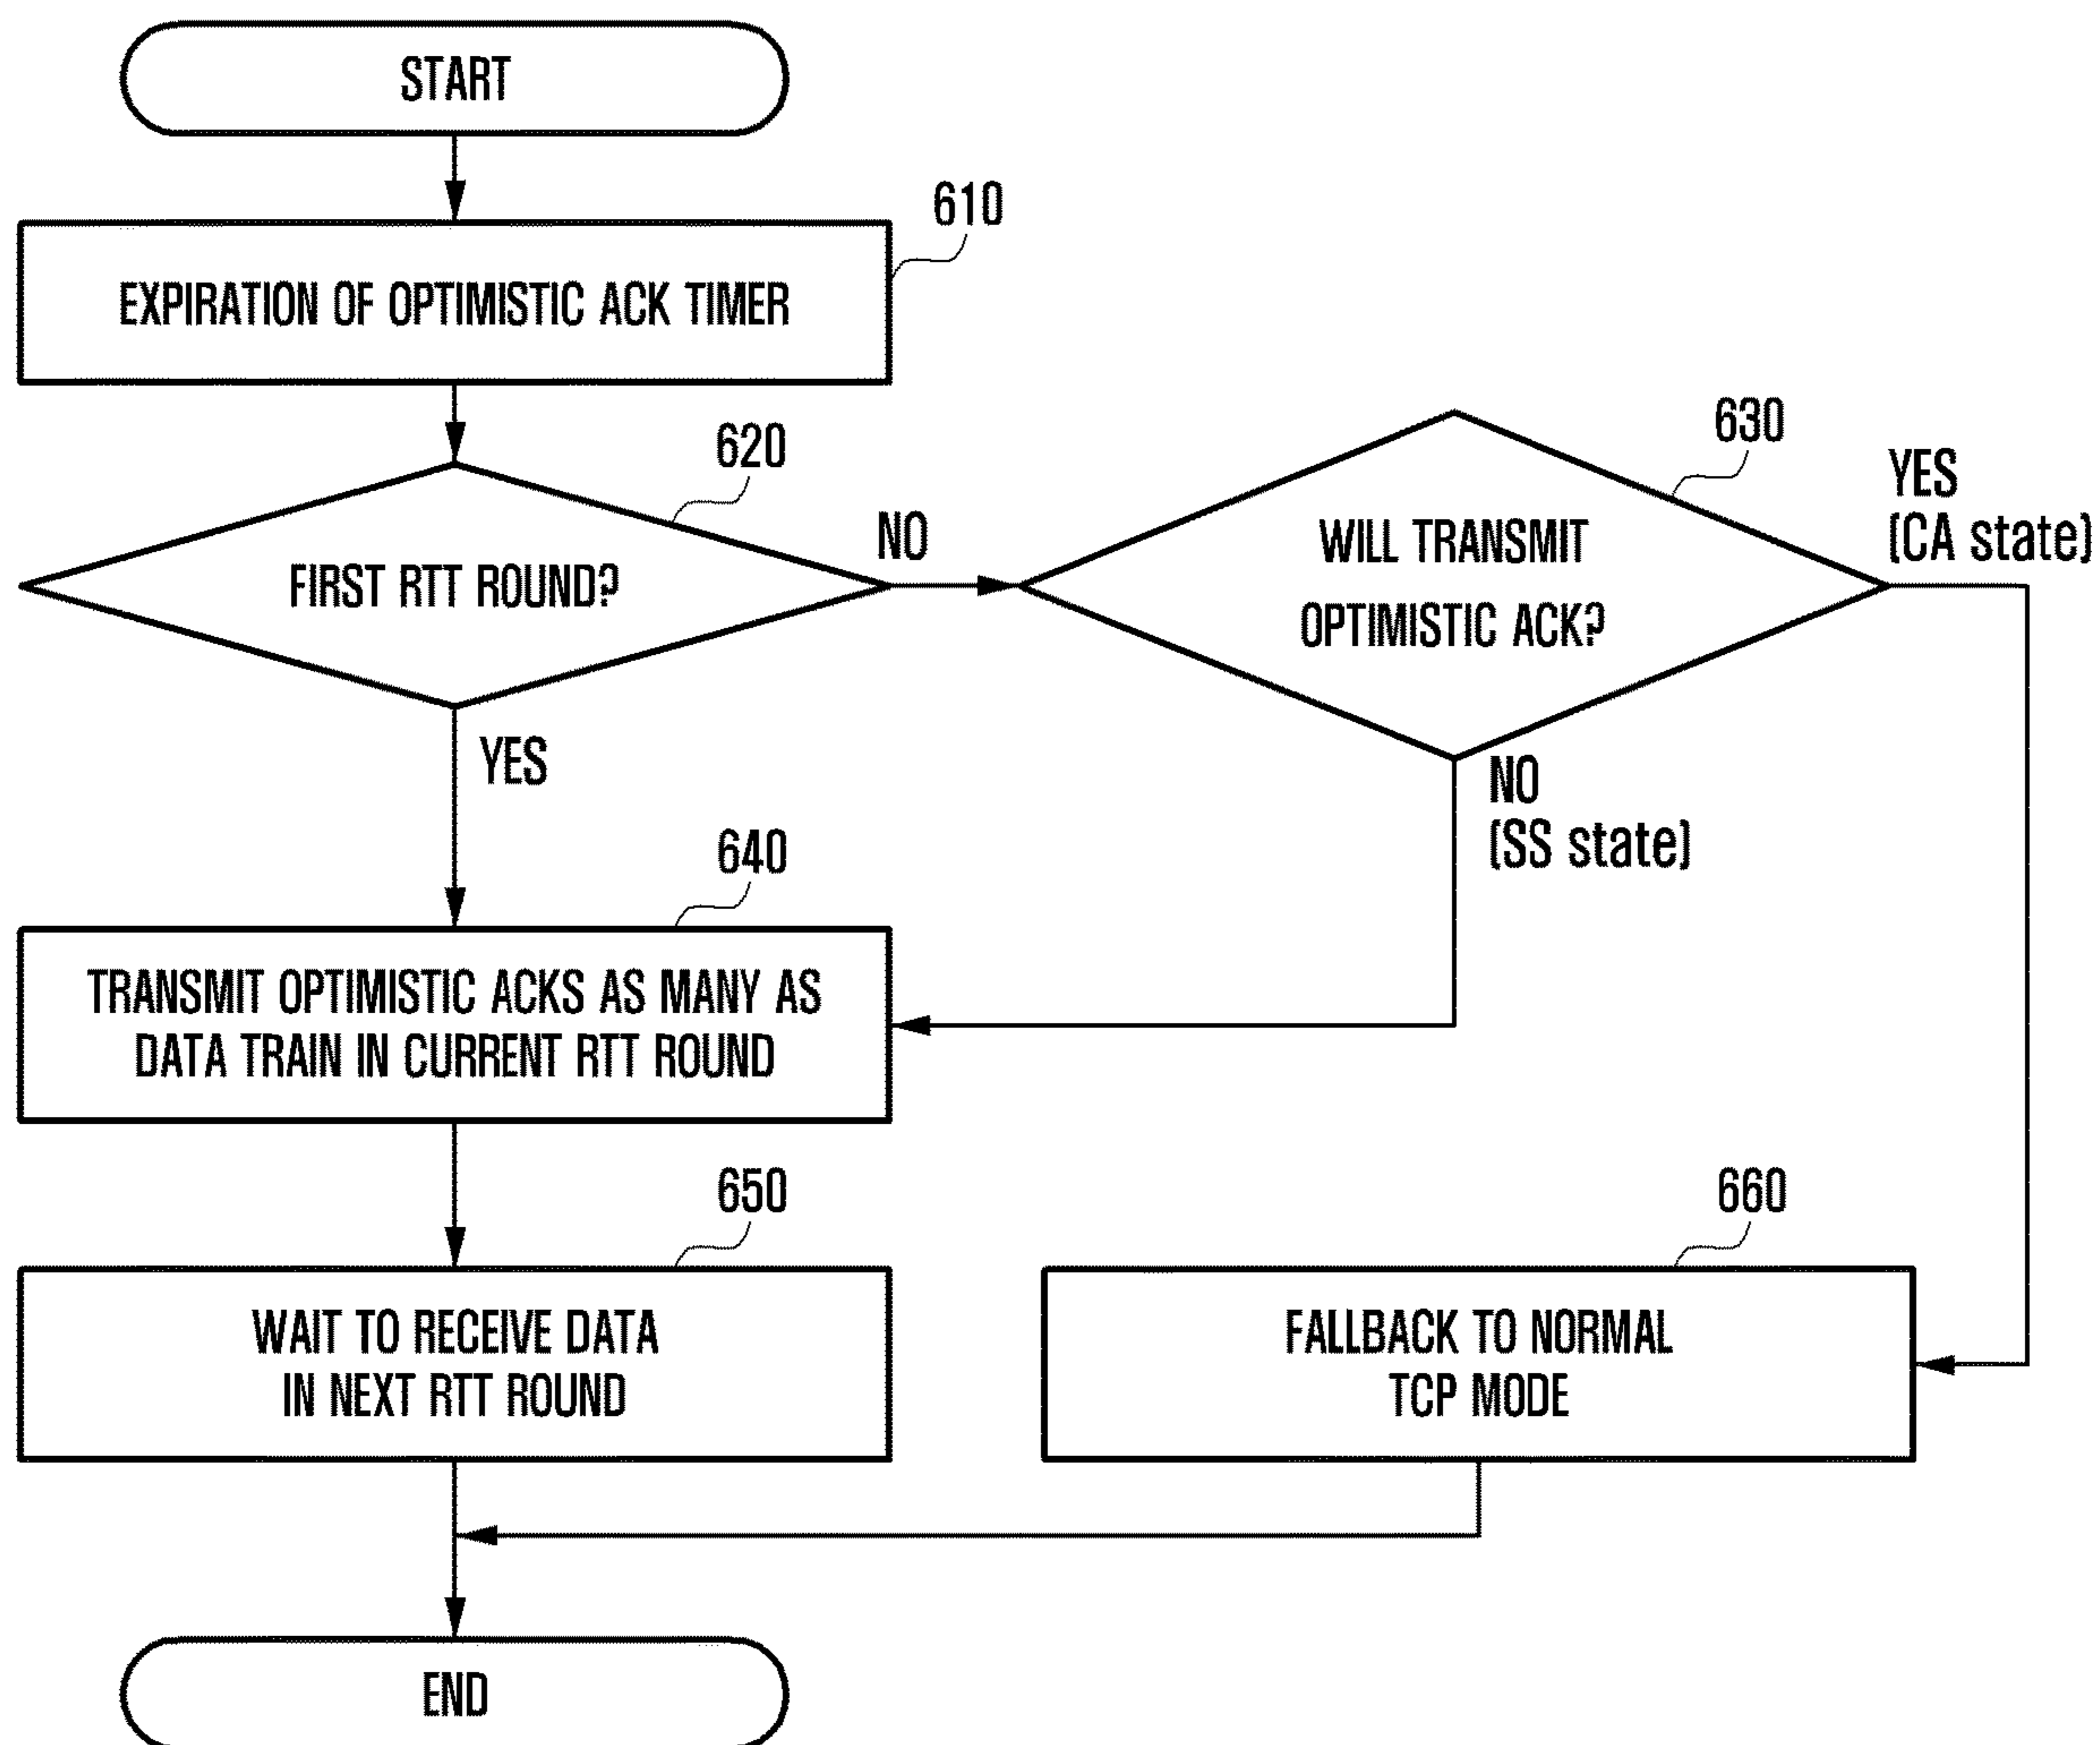 START
610
EXPIRATION OF OPTIMISTIC ACK TIMER
620
FIRST RTT ROUND?
NO
630
WILL TRANSMIT
OPTIMISTIC ACK?
YES
(CA state)
YES
NO
(SS state)
640
TRANSMIT OPTIMISTIC ACKS AS MANY AS
DATA TRAIN IN CURRENT RTT ROUND
650
WAIT TO RECEIVE DATA
IN NEXT RTT ROUND
660
FALLBACK TO NORMAL
TCP MODE
END